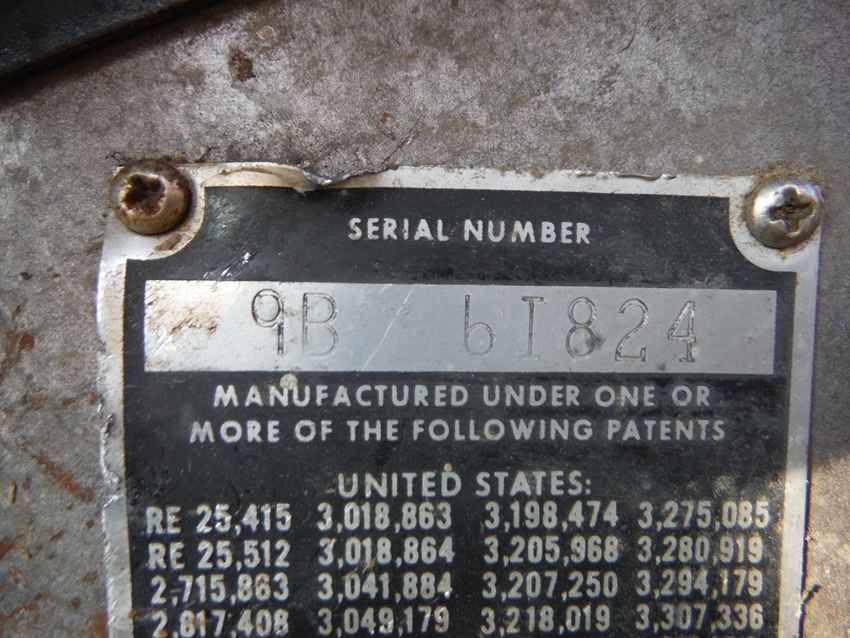 SERIAL NUMBER
9B 6I824
MANUFACTURED UNDER ONE OR
MORE OF THE FOLLOWING PATENTS
UNITED STATES:
RE 25,415 3,018,863 3,198,474 3,275,085
RE 25,512 3,018,864 3,205,968 3,280,919
2,715,863 3,041,884 3,207,250 3,294,179
2,817,408 3,049,179 3,218,019 3,307,336